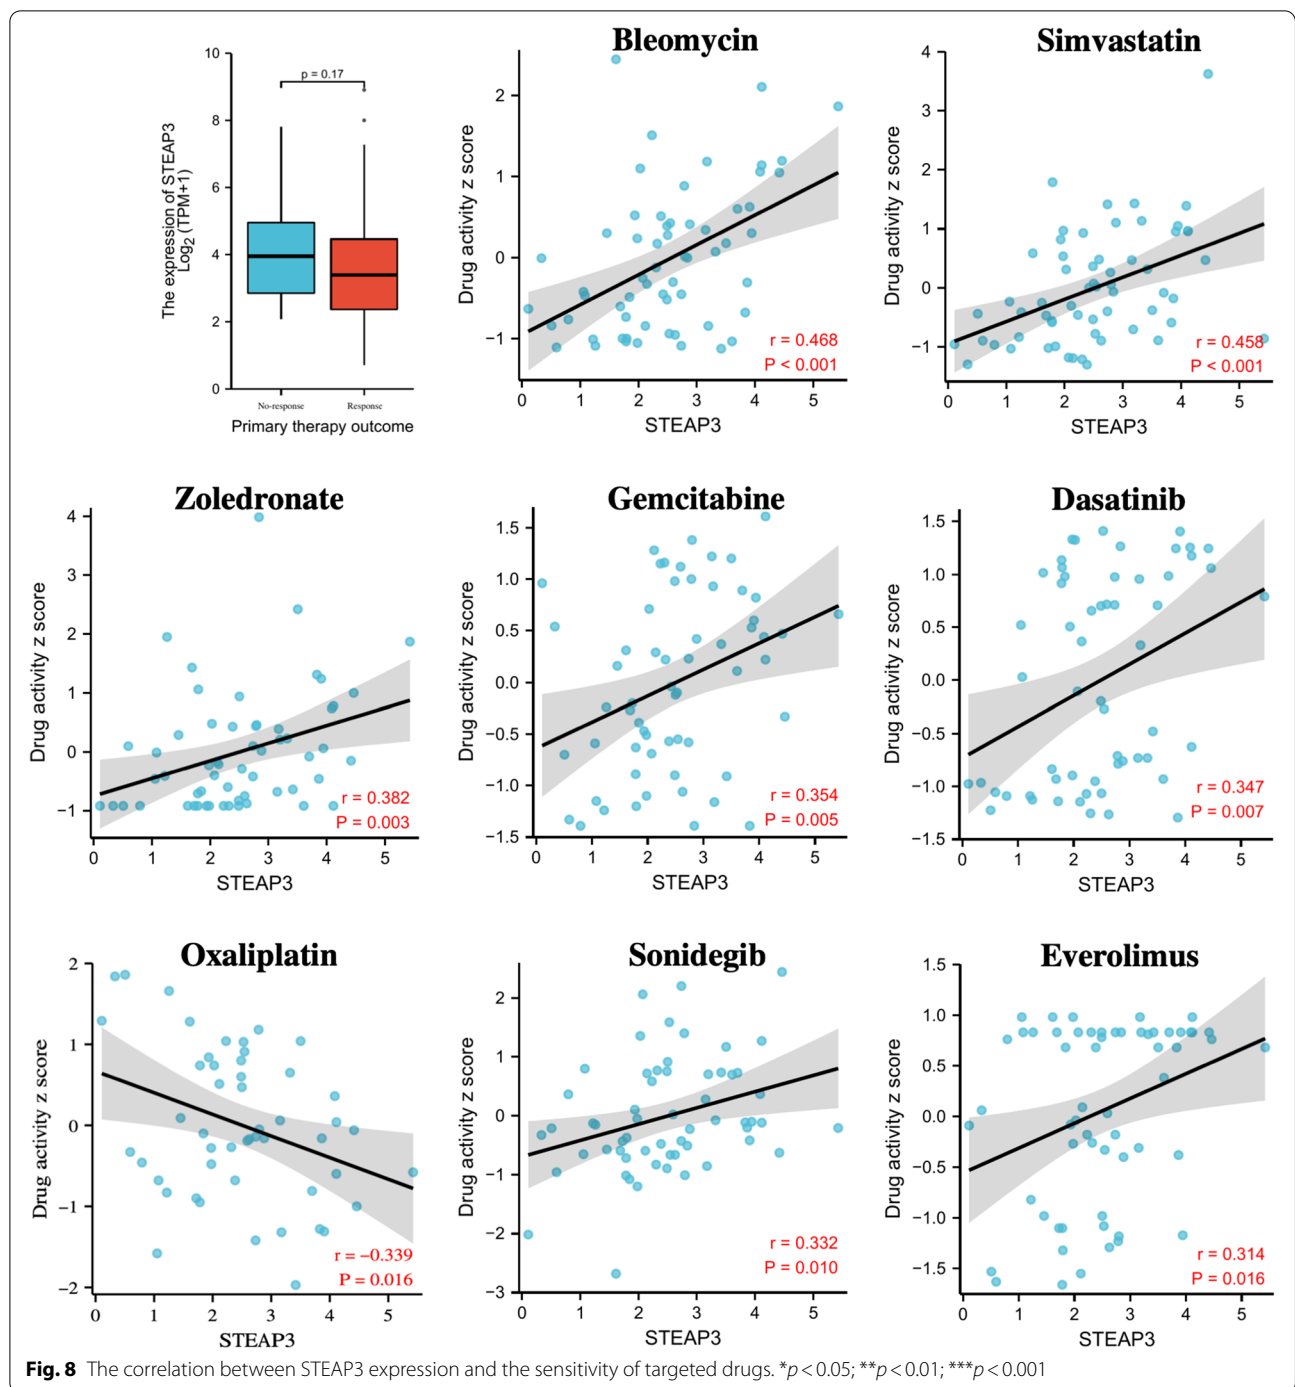 10
8
6
4
2
0
The expression of STEAP3
Log2 (TPM+1)
p = 0.17
No-response Response
Primary therapy outcome
Bleomycin
Drug activity z score
2
1
0
−1
r = 0.468
P < 0.001
0 1 2 3 4 5
STEAP3
Simvastatin
Drug activity z score
4
3
2
1
0
−1
r = 0.458
P < 0.001
0 1 2 3 4 5
STEAP3
Zoledronate
Drug activity z score
4
3
2
1
0
−1
r = 0.382
P = 0.003
0 1 2 3 4 5
STEAP3
Gemcitabine
Drug activity z score
1.5
1.0
0.5
0.0
−0.5
−1.0
−1.5
r = 0.354
P = 0.005
0 1 2 3 4 5
STEAP3
Dasatinib
Drug activity z score
1.5
1.0
0.5
0.0
−0.5
−1.0
−1.5
r = 0.347
P = 0.007
0 1 2 3 4 5
STEAP3
Oxaliplatin
Drug activity z score
2
1
0
−1
−2
r = −0.339
P = 0.016
0 1 2 3 4 5
STEAP3
Sonidegib
Drug activity z score
2
1
0
−1
−2
−3
r = 0.332
P = 0.010
0 1 2 3 4 5
STEAP3
Everolimus
Drug activity z score
1.5
1.0
0.5
0.0
−0.5
−1.0
−1.5
r = 0.314
P = 0.016
0 1 2 3 4 5
STEAP3
Fig. 8 The correlation between STEAP3 expression and the sensitivity of targeted drugs. *p < 0.05; **p < 0.01; ***p < 0.001